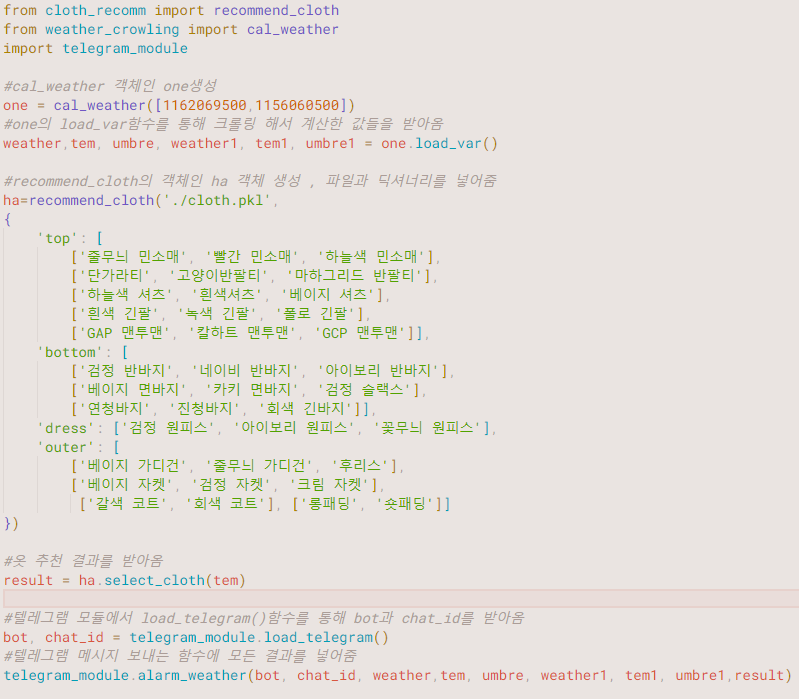 from cloth_recomm import recommend_cloth
from weather_crowling import cal_weather
import telegram_module

#cal_weather 객체인 one생성
one = cal_weather([1162069500,1156060500])
#one의 load_var함수를 통해 크롤링 해서 계산한 값들을 받아옴
weather,tem, umbre, weather1, tem1, umbre1 = one.load_var()

#recommend_cloth의 객체인 ha 객체 생성 , 파일과 딕셔너리를 넣어줌
ha=recommend_cloth('./cloth.pkl',
{
    'top': [
        ['줄무늬 민소매', '빨간 민소매', '하늘색 민소매'],
        ['단가라티', '고양이반팔티', '마하그리드 반팔티'],
        ['하늘색 셔츠', '흰색셔츠', '베이지 셔츠'],
        ['흰색 긴팔', '녹색 긴팔', '폴로 긴팔'],
        ['GAP 맨투맨', '칼하트 맨투맨', 'GCP 맨투맨']],
    'bottom': [
        ['검정 반바지', '네이비 반바지', '아이보리 반바지'],
        ['베이지 면바지', '카키 면바지', '검정 슬랙스'],
        ['연청바지', '진청바지', '회색 긴바지']],
    'dress': ['검정 원피스', '아이보리 원피스', '꽃무늬 원피스'],
    'outer': [
        ['베이지 가디건', '줄무늬 가디건', '후리스'],
        ['베이지 자켓', '검정 자켓', '크림 자켓'],
         ['갈색 코트', '회색 코트'], ['롱패딩', '숏패딩']]
})

#옷 추천 결과를 받아옴
result = ha.select_cloth(tem)

#텔레그램 모듈에서 load_telegram()함수를 통해 bot과 chat_id를 받아옴
bot, chat_id = telegram_module.load_telegram()
#텔레그램 메시지 보내는 함수에 모든 결과를 넣어줌
telegram_module.alarm_weather(bot, chat_id, weather,tem, umbre, weather1, tem1, umbre1,result)